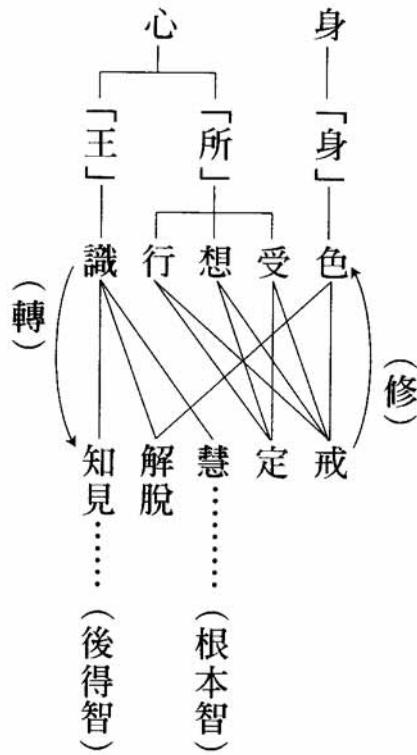 身
心
「身」
「所」
「王」
色
受
想
行
識
（修）
（轉）
戒
定
慧………（根本智）
解脫
知見……（後得智）